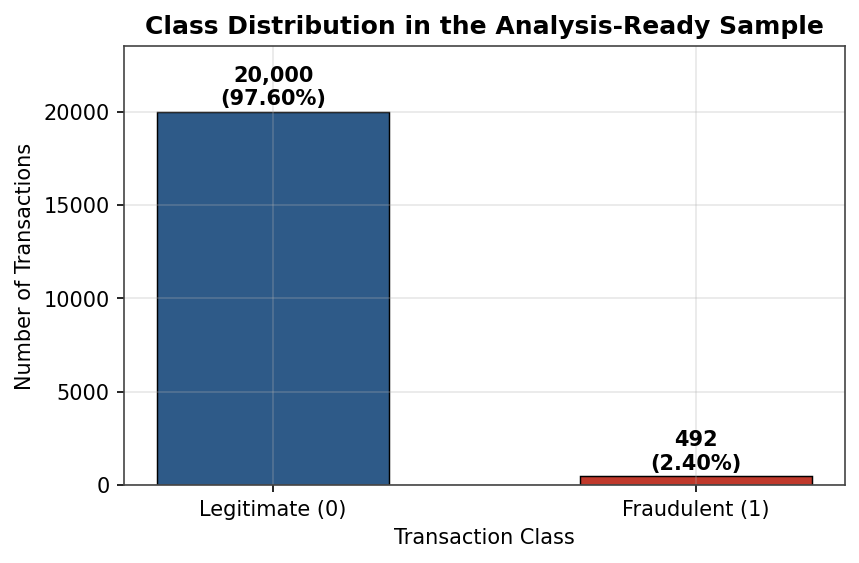 Class Distribution in the Analysis-Ready Sample
20,000
(97.60%)
492
(2.40%)
Number of Transactions
20000
15000
10000
5000
0
Legitimate (0)
Fraudulent (1)
Transaction Class